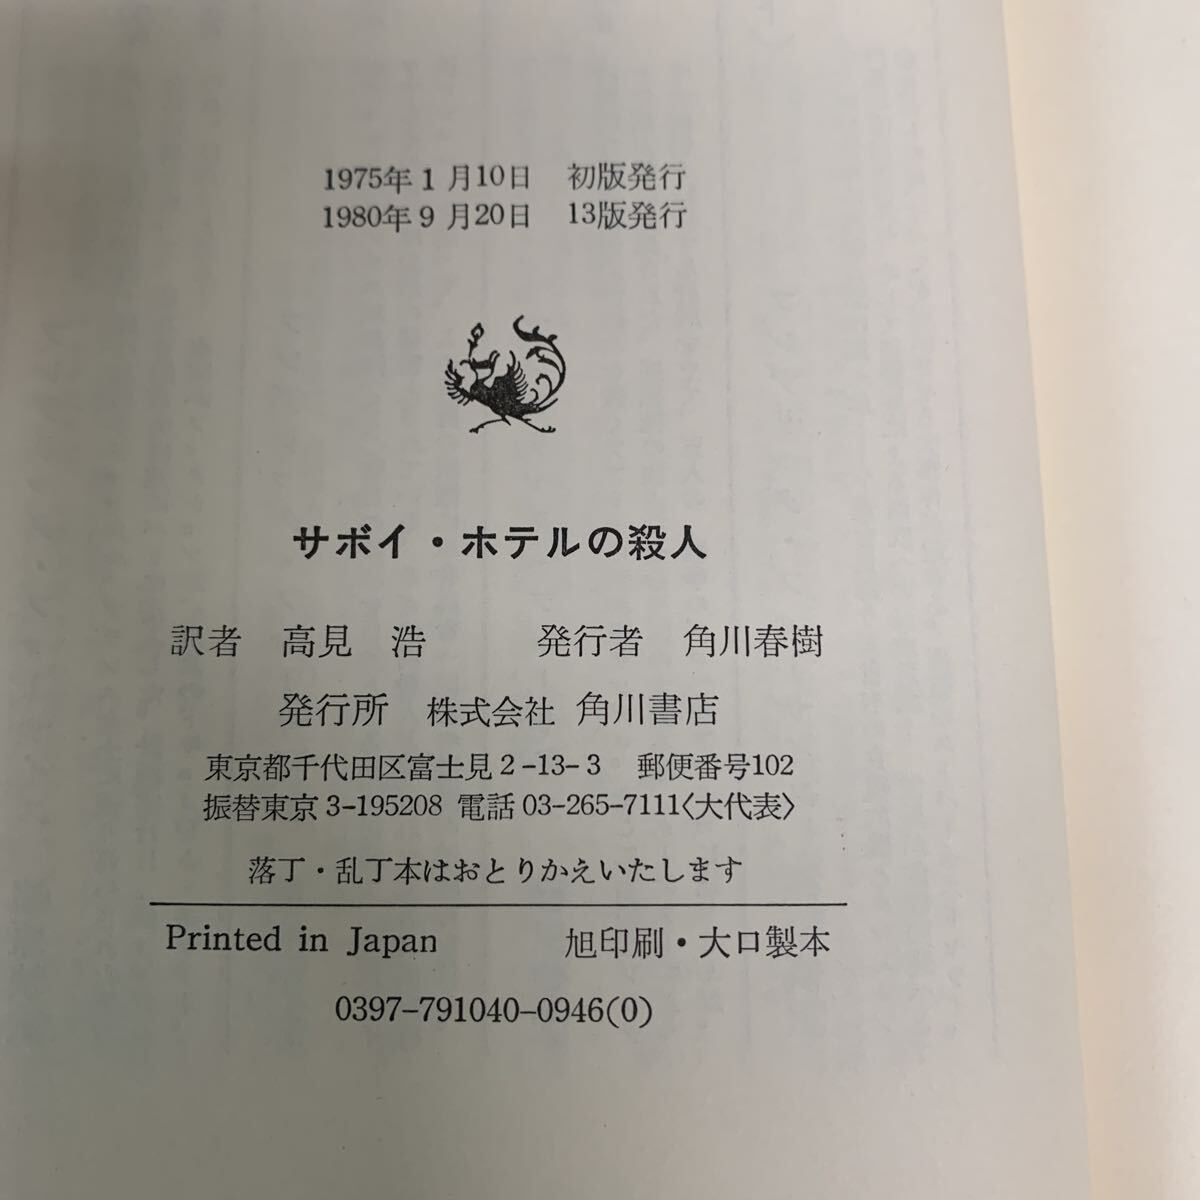 1975年1月10日 初版発行
1980年9月20日 13版発行
サボイ・ホテルの殺人
訳者 高見 浩 発行者 角川春樹
発行所 株式会社 角川書店
東京都千代田区富士見2-13-3 郵便番号102
振替東京3-195208 電話03-265-7111〈大代表〉
落丁・乱丁本はおとりかえいたします
Printed in Japan 旭印刷・大口製本
0397-791040-0946(0)